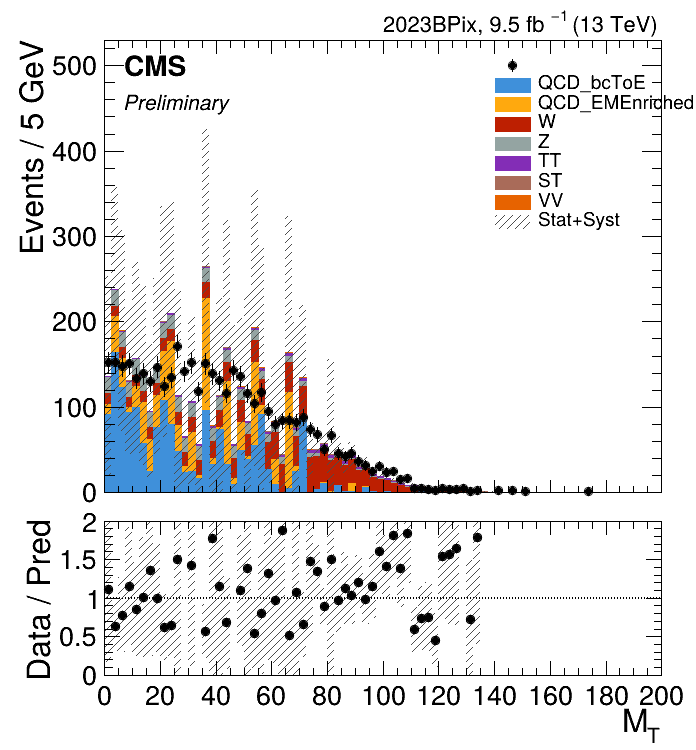 2023BPix, 9.5 fb⁻¹ (13 TeV)
CMS
Preliminary
QCD_bcToE
QCD_EMEnriched
W
Z
TT
ST
VV
Stat+Syst
Events / 5 GeV
500
400
300
200
100
0
Data / Pred
2
1.5
1
0.5
0
0 20 40 60 80 100 120 140 160 180 200
M_T